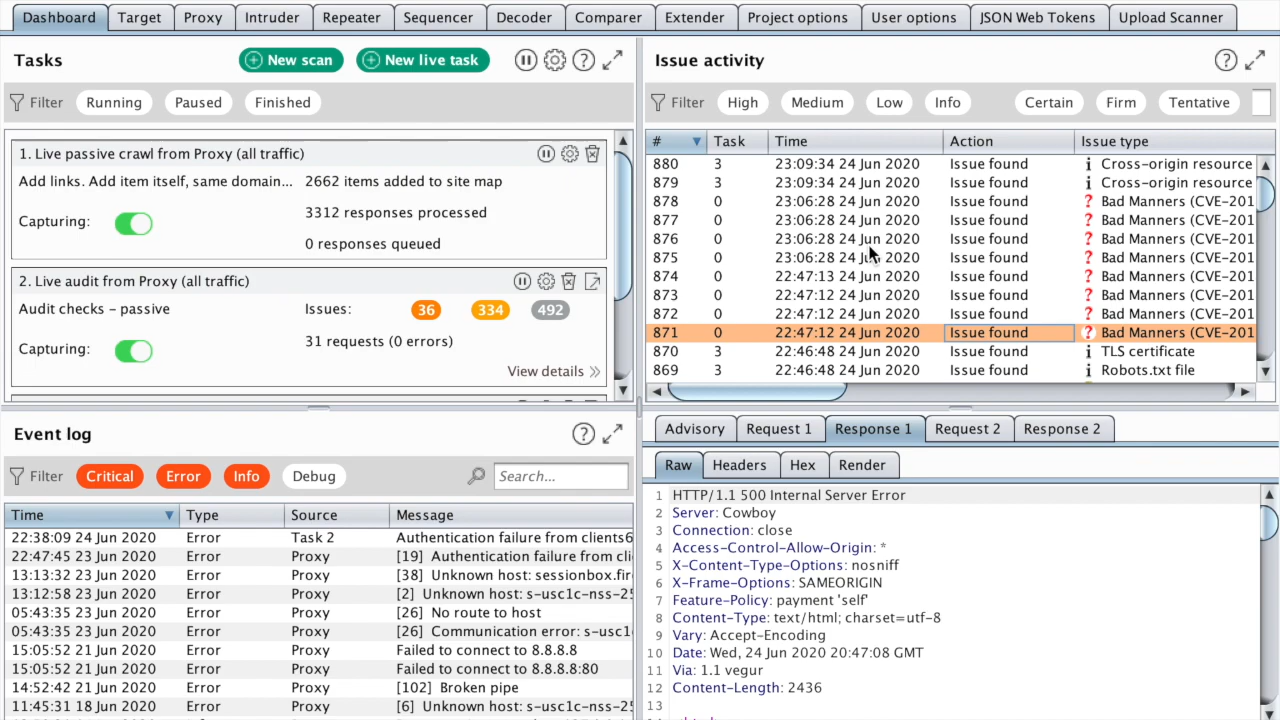 Dashboard Target Proxy Intruder Repeater Sequencer Decoder Comparer Extender Project options User options JSON Web Tokens Upload Scanner
Tasks
New scan
New live task
Filter Running Paused Finished
1. Live passive crawl from Proxy (all traffic)
Add links. Add item itself, same domain... 2662 items added to site map
3312 responses processed
Capturing:
0 responses queued
2. Live audit from Proxy (all traffic)
Audit checks - passive Issues: 36 334 492
31 requests (0 errors)
Capturing:
View details
Issue activity
Filter High Medium Low Info Certain Firm Tentative
# Task Time Action Issue type
880 3 23:09:34 24 Jun 2020 Issue found i Cross-origin resource
879 3 23:09:34 24 Jun 2020 Issue found i Cross-origin resource
878 0 23:06:28 24 Jun 2020 Issue found ? Bad Manners (CVE-201
877 0 23:06:28 24 Jun 2020 Issue found ? Bad Manners (CVE-201
876 0 23:06:28 24 Jun 2020 Issue found ? Bad Manners (CVE-201
875 0 23:06:28 24 Jun 2020 Issue found ? Bad Manners (CVE-201
874 0 22:47:13 24 Jun 2020 Issue found ? Bad Manners (CVE-201
873 0 22:47:12 24 Jun 2020 Issue found ? Bad Manners (CVE-201
872 0 22:47:12 24 Jun 2020 Issue found ? Bad Manners (CVE-201
871 0 22:47:12 24 Jun 2020 Issue found ? Bad Manners (CVE-201
870 3 22:46:48 24 Jun 2020 Issue found i TLS certificate
869 3 22:46:48 24 Jun 2020 Issue found i Robots.txt file
Event log
Filter Critical Error Info Debug Search...
Time Type Source Message
22:38:09 24 Jun 2020 Error Task 2 Authentication failure from clients6
22:47:45 23 Jun 2020 Error Proxy [19] Authentication failure from cli
13:13:32 23 Jun 2020 Error Proxy [38] Unknown host: sessionbox.fir
13:12:58 23 Jun 2020 Error Proxy [2] Unknown host: s-usc1c-nss-25
05:43:35 23 Jun 2020 Error Proxy [26] No route to host
05:43:35 23 Jun 2020 Error Proxy [26] Communication error: s-usc1
15:05:52 21 Jun 2020 Error Proxy Failed to connect to 8.8.8.8
15:05:52 21 Jun 2020 Error Proxy Failed to connect to 8.8.8.8:80
14:52:42 21 Jun 2020 Error Proxy [102] Broken pipe
11:45:31 18 Jun 2020 Error Proxy [6] Unknown host: s-usc1c-nss-25
Advisory Request 1 Response 1 Request 2 Response 2
Raw Headers Hex Render
1 HTTP/1.1 500 Internal Server Error
2 Server: Cowboy
3 Connection: close
4 Access-Control-Allow-Origin: *
5 X-Content-Type-Options: nosniff
6 X-Frame-Options: SAMEORIGIN
7 Feature-Policy: payment 'self'
8 Content-Type: text/html; charset=utf-8
9 Vary: Accept-Encoding
10 Date: Wed, 24 Jun 2020 20:47:08 GMT
11 Via: 1.1 vegur
12 Content-Length: 2436
13